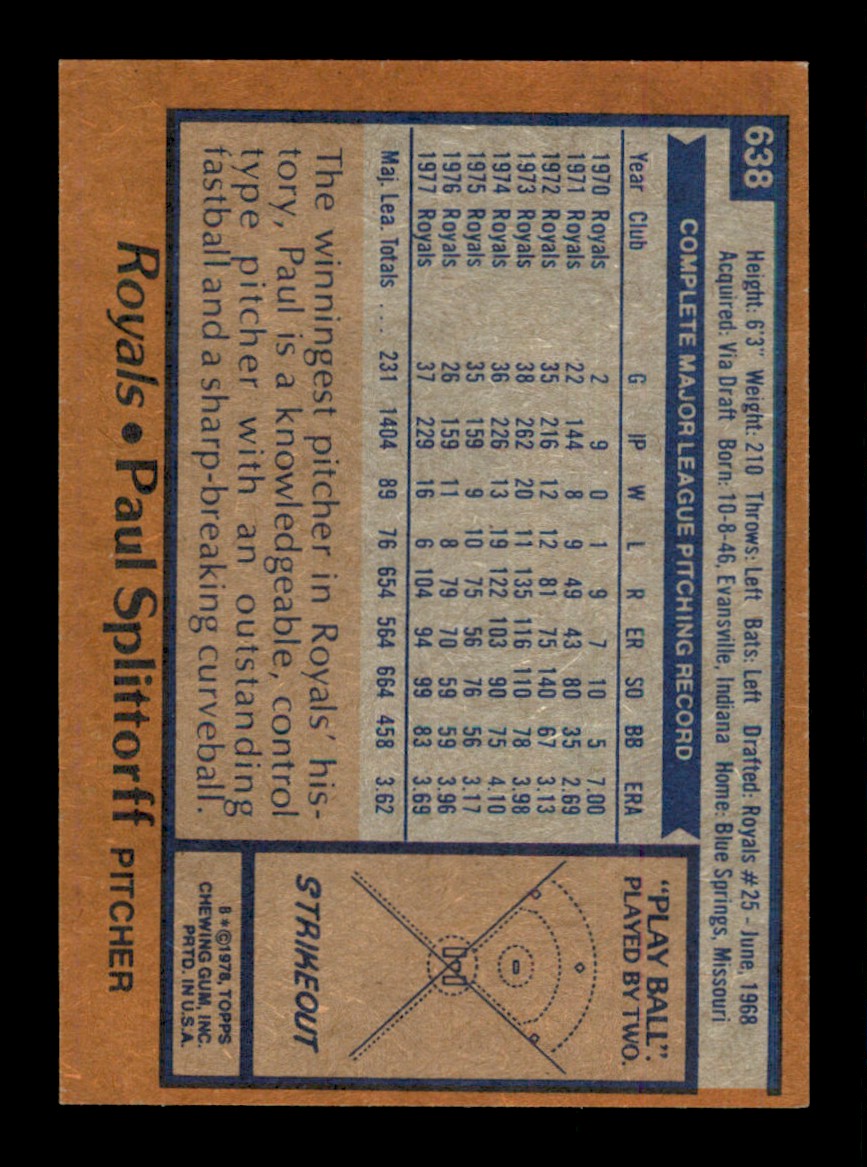 638
Height: 6'3" Weight: 210 Throws: Left Bats: Left Drafted: Royals #25 - June, 1968
Acquired: Via Draft Born: 10-8-46, Evansville, Indiana Home: Blue Springs, Missouri
COMPLETE MAJOR LEAGUE PITCHING RECORD
Year Club G IP W L R ER SO BB ERA
1970 Royals 2 9 0 1 9 7 10 5 7.00
1971 Royals 22 144 8 9 49 43 80 35 2.69
1972 Royals 35 216 12 12 81 75 140 67 3.13
1973 Royals 38 262 20 11 135 116 110 78 3.98
1974 Royals 36 226 13 19 122 103 90 75 4.10
1975 Royals 35 159 9 10 75 56 76 56 3.17
1976 Royals 26 159 11 8 79 70 59 59 3.96
1977 Royals 37 229 16 6 104 94 99 83 3.69
Maj. Lea. Totals .... 231 1404 89 76 654 564 664 458 3.62
The winningest pitcher in Royals' his-
tory, Paul is a knowledgeable, control
type pitcher with an outstanding
fastball and a sharp-breaking curveball.
"PLAY BALL".
PLAYED BY TWO.
STRIKEOUT
8*©1978, TOPPS
CHEWING GUM, INC.
PRTD. IN U.S.A.
Royals • Paul Splittorff PITCHER